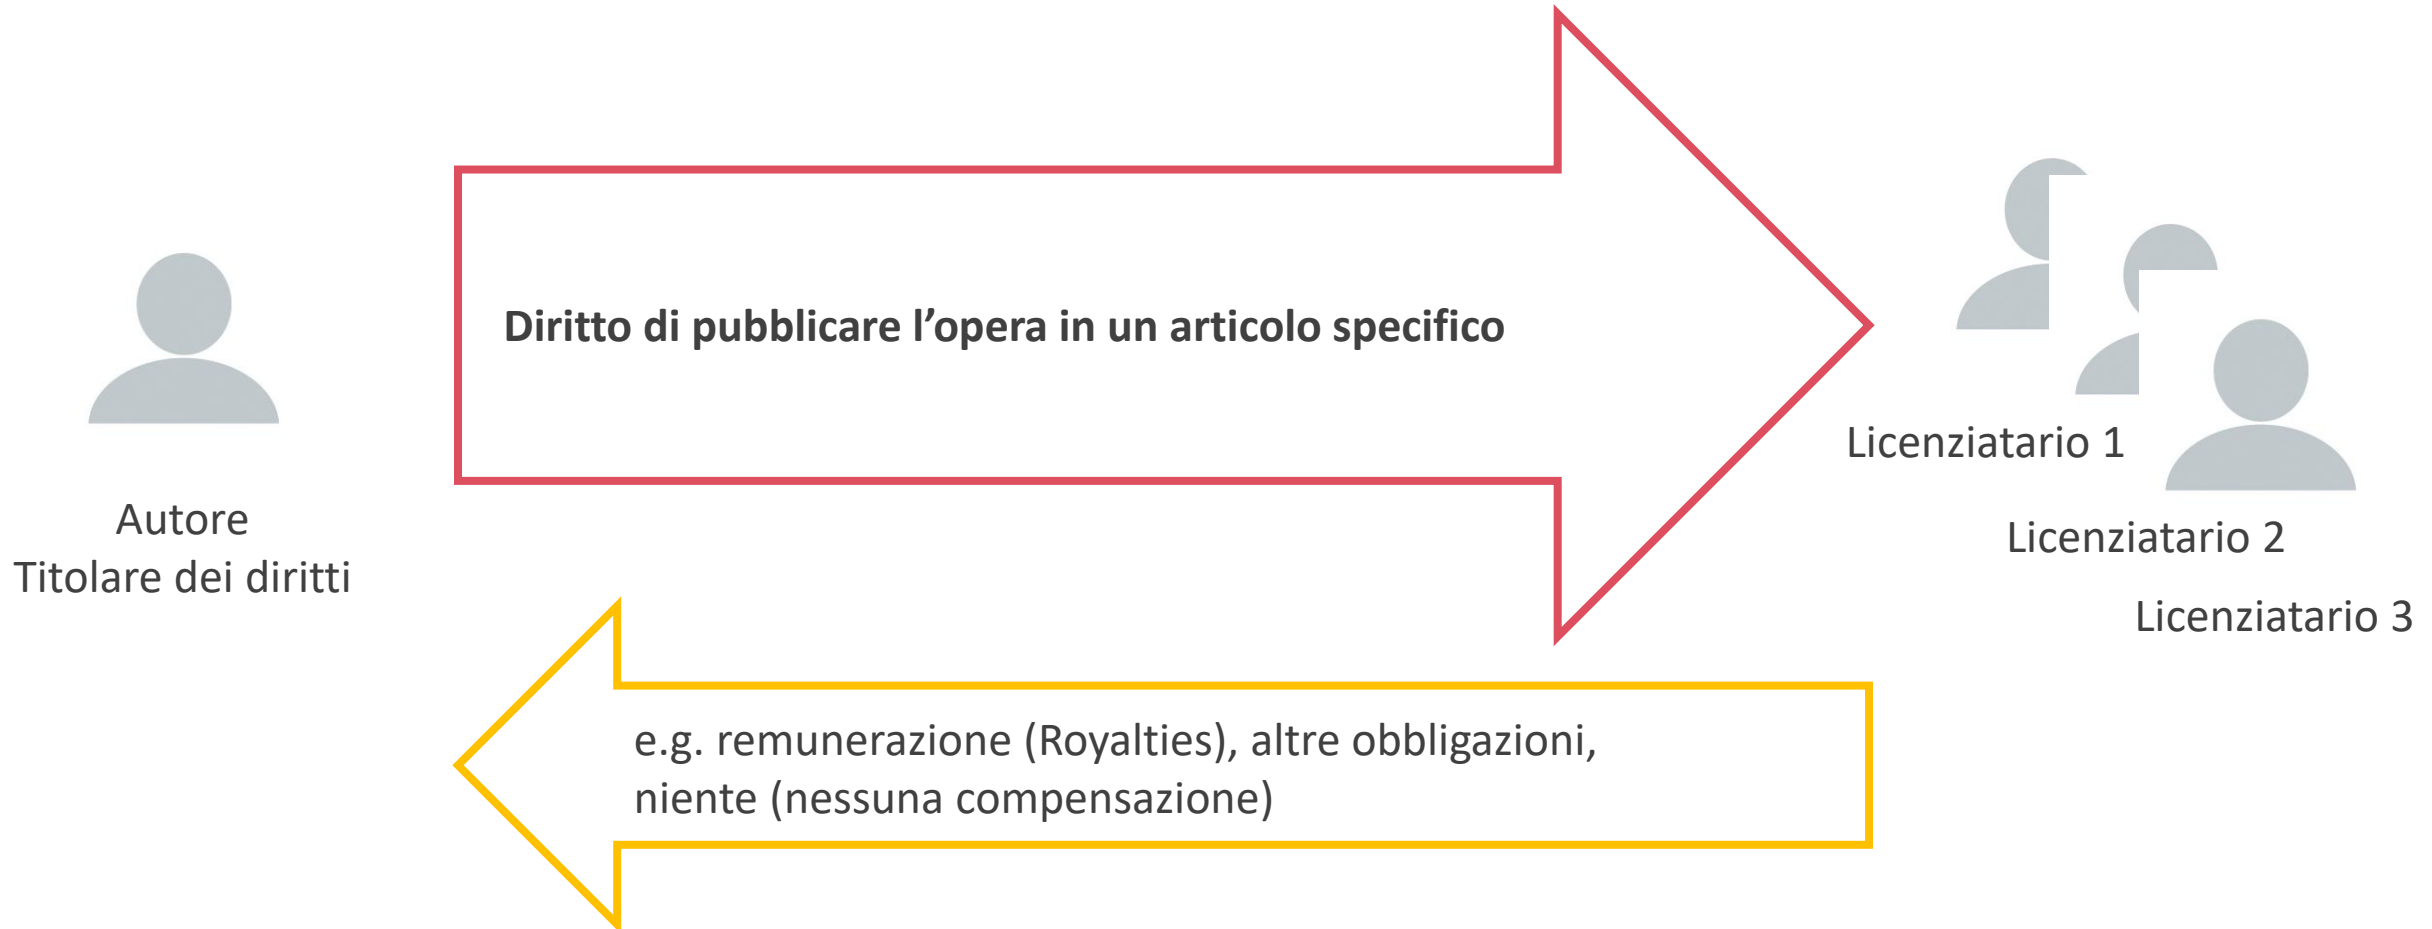 Diritto di pubblicare l’opera in un articolo specifico
Autore
Titolare dei diritti
Licenziatario 1
Licenziatario 2
Licenziatario 3
e.g. remunerazione (Royalties), altre obbligazioni,
niente (nessuna compensazione)